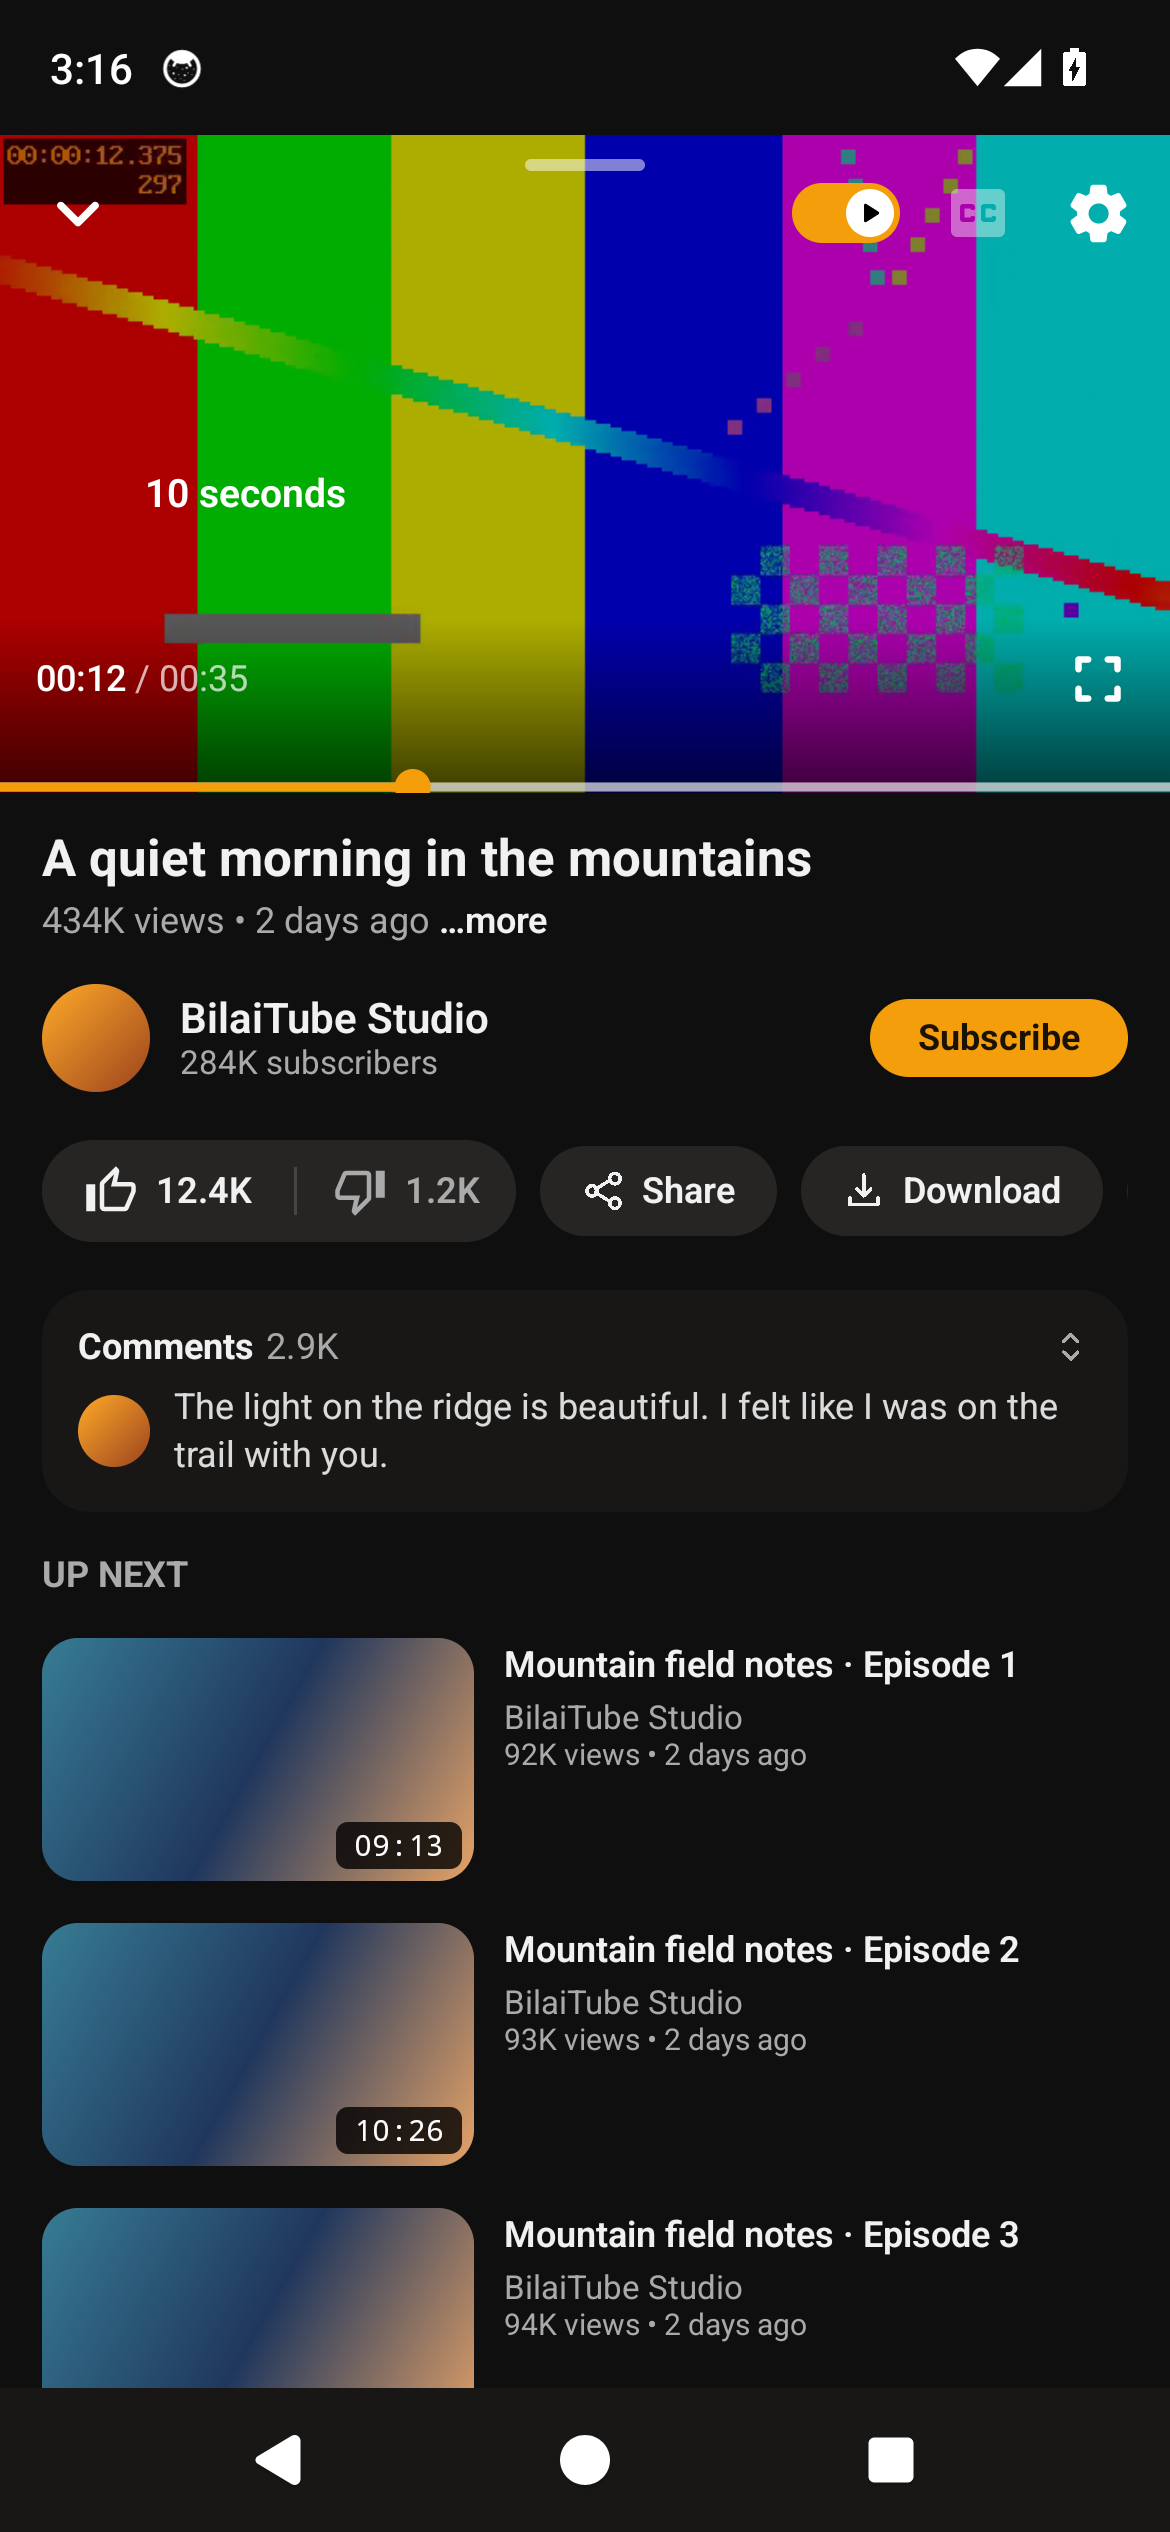 3:16
00:00:12.375
297
CC
10 seconds
00:12 / 00:35
A quiet morning in the mountains
434K views • 2 days ago …more
BilaiTube Studio
284K subscribers
Subscribe
12.4K
1.2K
Share
Download
Comments 2.9K
The light on the ridge is beautiful. I felt like I was on the
trail with you.
UP NEXT
Mountain field notes · Episode 1
BilaiTube Studio
92K views • 2 days ago
09:13
Mountain field notes · Episode 2
BilaiTube Studio
93K views • 2 days ago
10:26
Mountain field notes · Episode 3
BilaiTube Studio
94K views • 2 days ago